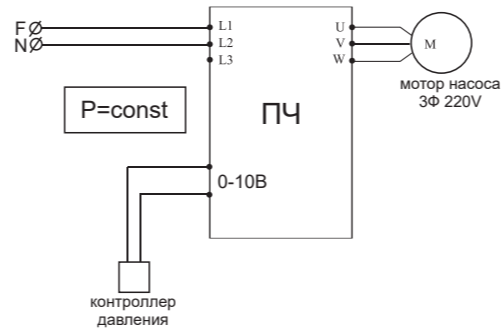 F
N
L1
L2
L3
U
V
W
M
мотор насоса
3Ф 220V
P=const
ПЧ
0-10В
контроллер
давления